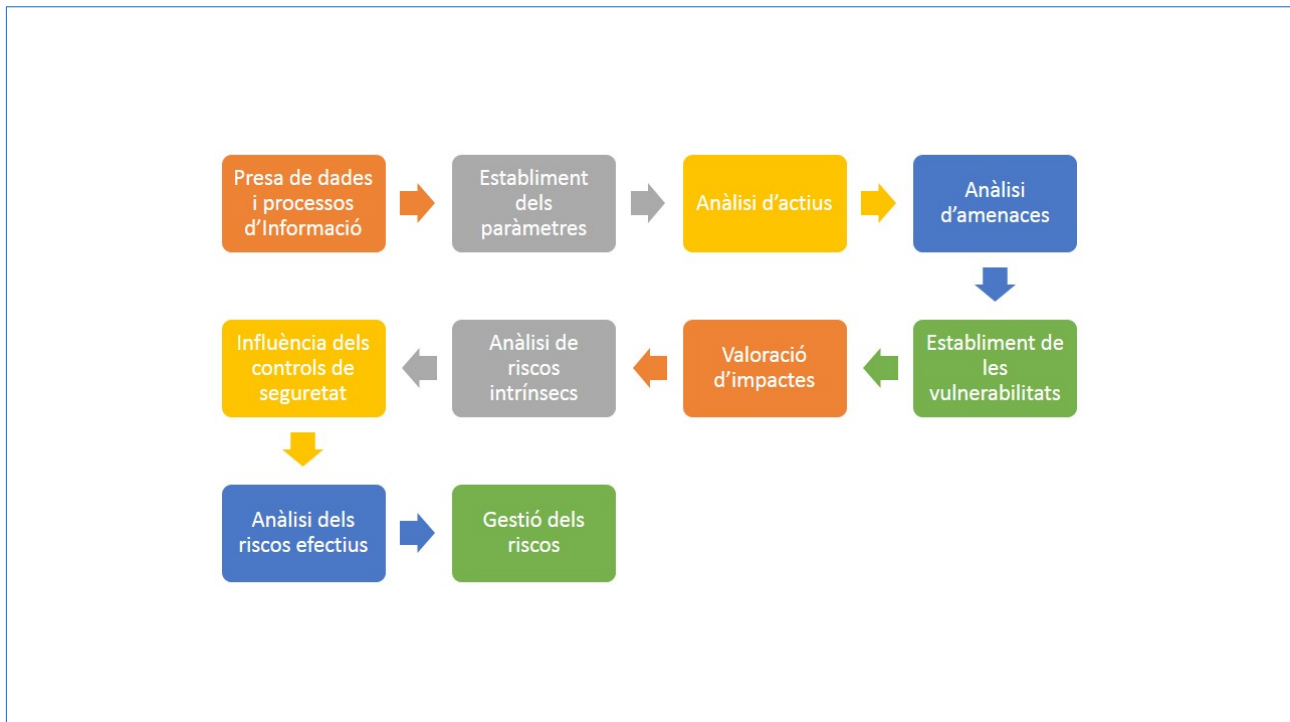 Presa de dades
i processos
d'Informació
Establiment
dels
paràmetres
Anàlisi d'actius
Anàlisi
d'amenaces
Establiment de
les
vulnerabilitats
Valoració
d'impactes
Anàlisi de
riscos
intrínsecs
Influència dels
controls de
seguretat
Anàlisi dels
riscos efectius
Gestió dels
riscos